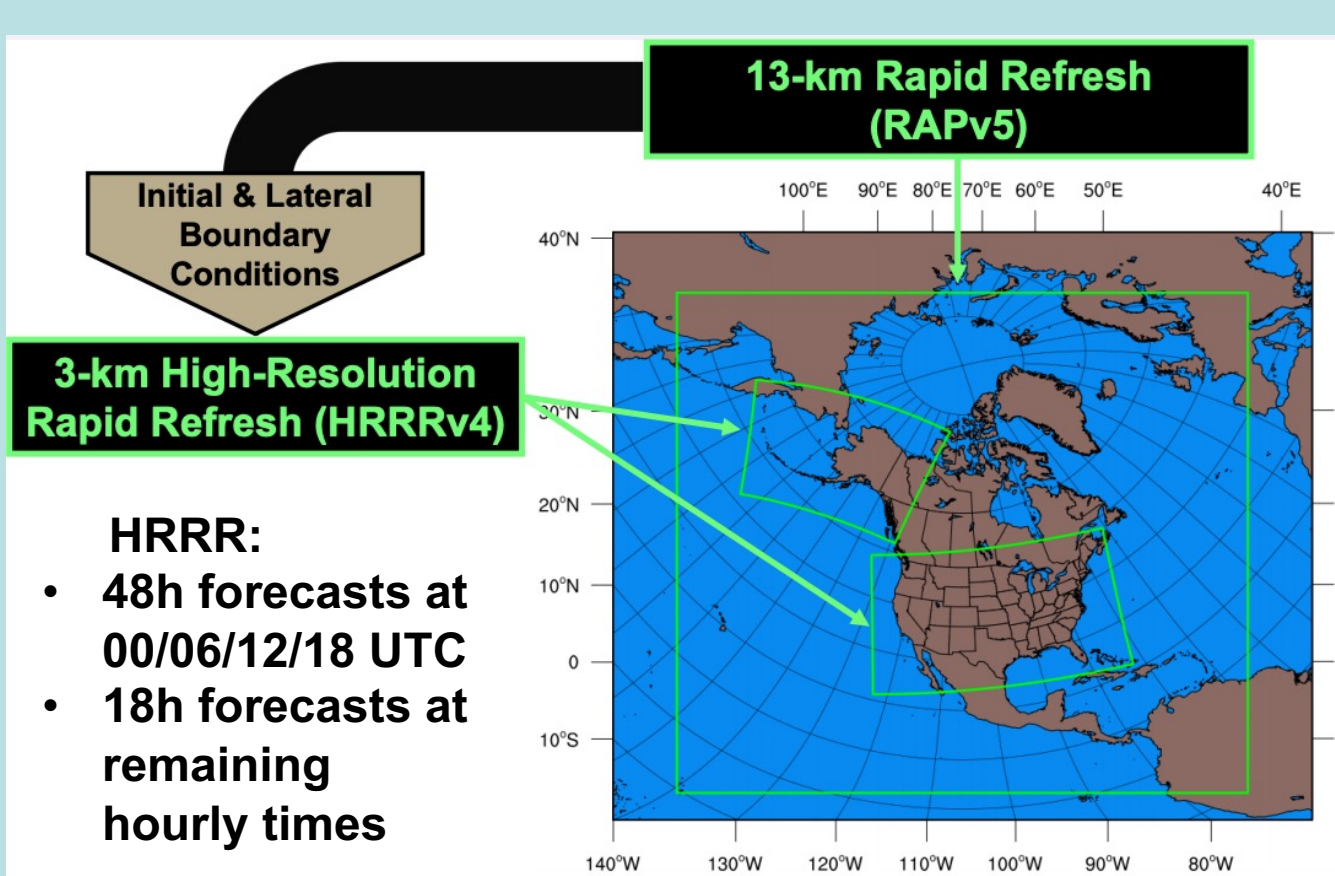 13-km Rapid Refresh
(RAPv5)
Initial & Lateral
Boundary
Conditions
3-km High-Resolution
Rapid Refresh (HRRRv4)
HRRR:
• 48h forecasts at
00/06/12/18 UTC
• 18h forecasts at
remaining
hourly times
100°E 90°E 80°E 70°E 60°E 50°E 40°E
40°N
30°N
20°N
10°N
0
10°S
140°W 130°W 120°W 110°W 100°W 90°W 80°W